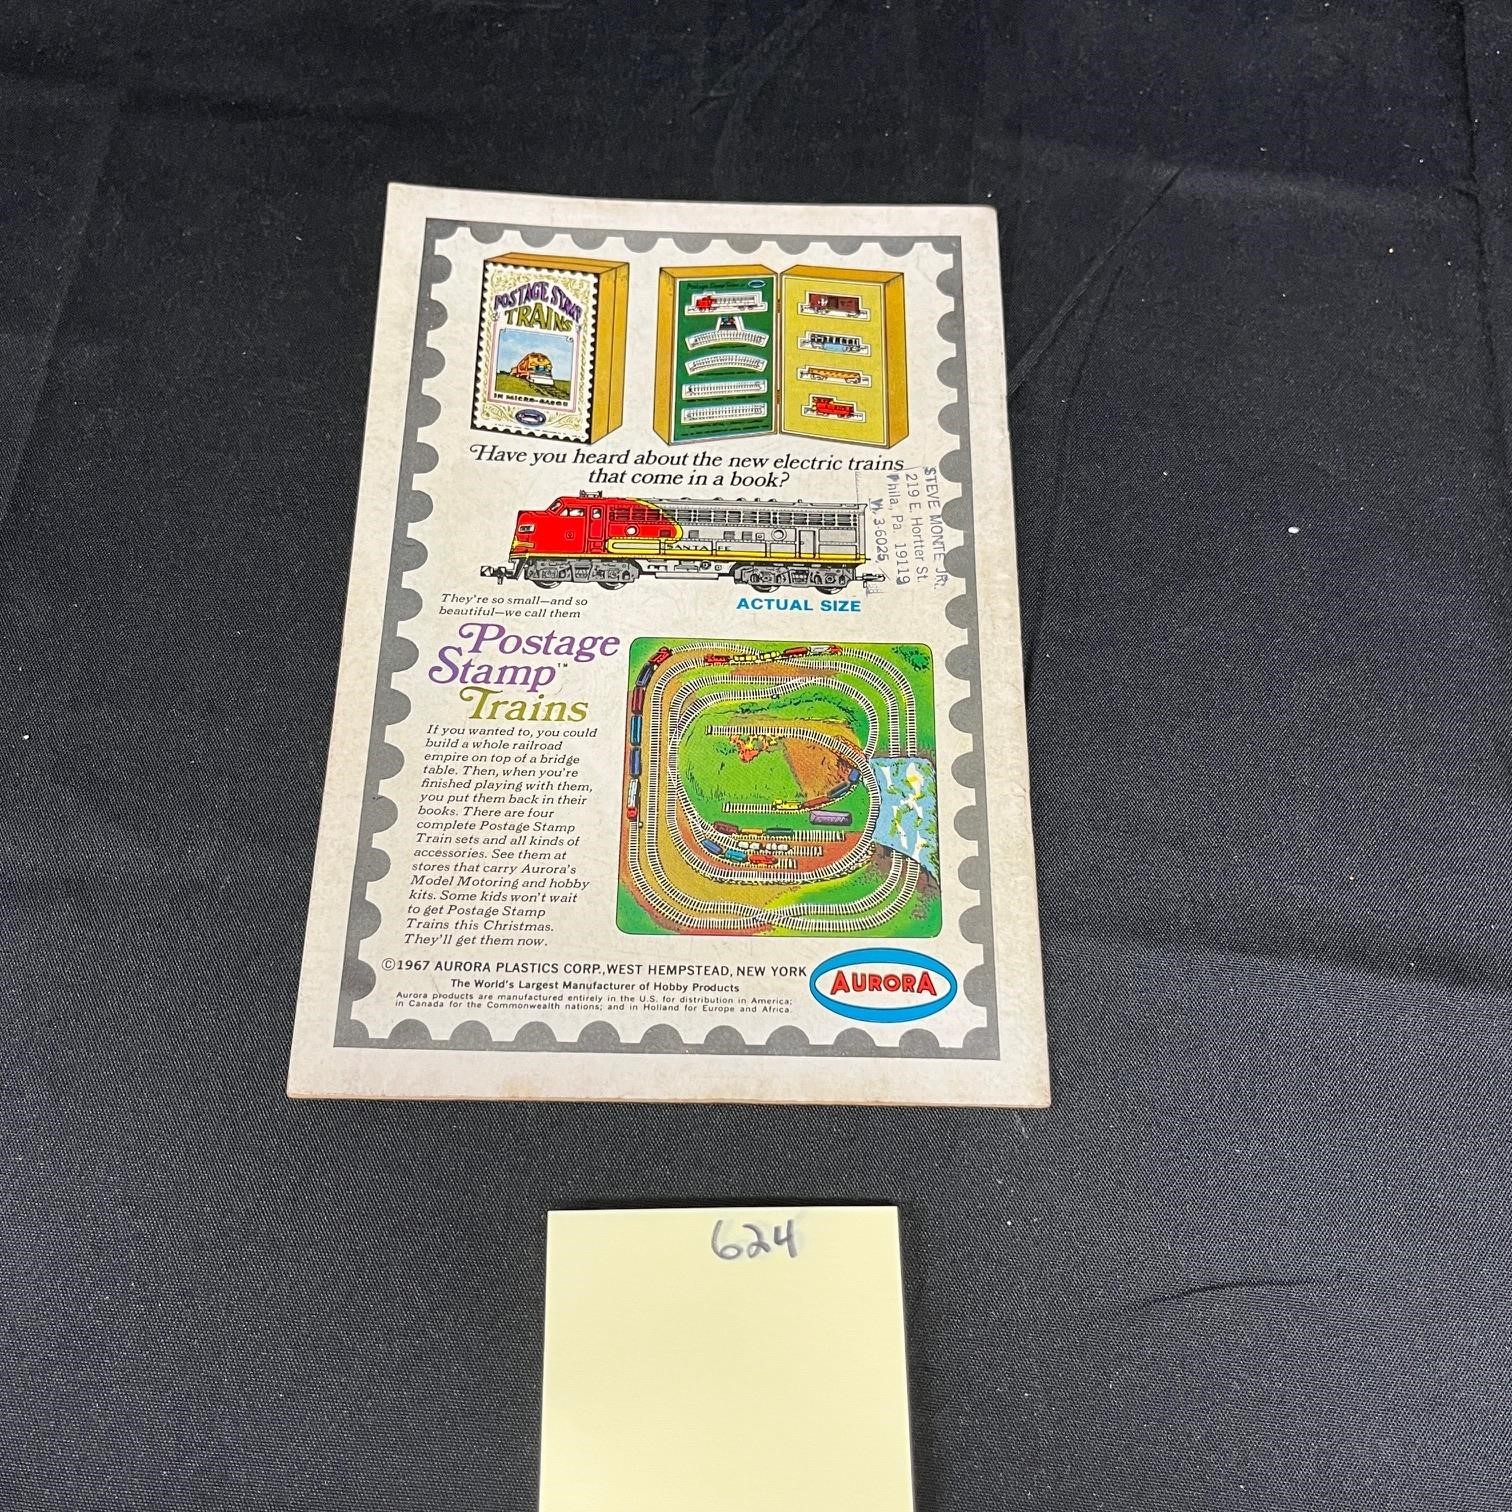 POSTAGE STAMP
TRAINS
IN MICRO-GAUGE
Postage Stamp Trains
Have you heard about the new electric trains
that come in a book?
SANTA FE
STEVE MONTE JR.
219 E. Hortter St.
Phila, Pa. 19119
3-6025
They're so small—and so
beautiful—we call them
ACTUAL SIZE
Postage
Stamp™
Trains
If you wanted to, you could
build a whole railroad
empire on top of a bridge
table. Then, when you're
finished playing with them,
you put them back in their
books. There are four
complete Postage Stamp
Train sets and all kinds of
accessories. See them at
stores that carry Aurora's
Model Motoring and hobby
kits. Some kids won't wait
to get Postage Stamp
Trains this Christmas.
They'll get them now.
©1967 AURORA PLASTICS CORP., WEST HEMPSTEAD, NEW YORK
The World's Largest Manufacturer of Hobby Products
Aurora products are manufactured entirely in the U.S. for distribution in America;
in Canada for the Commonwealth nations; and in Holland for Europe and Africa.
AURORA
624